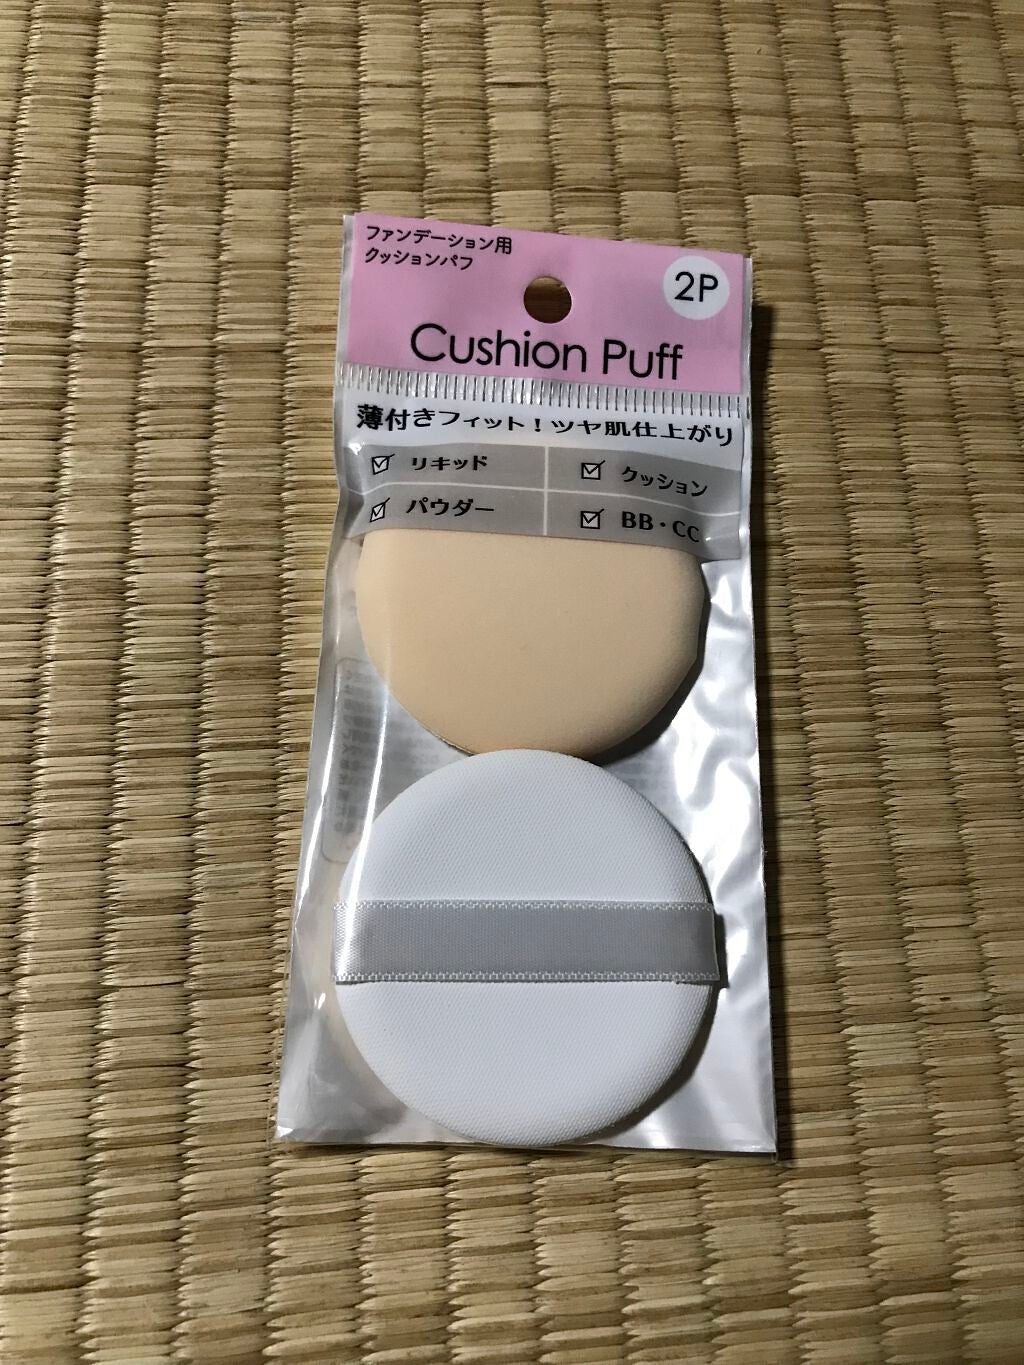 ファンデーション用
クッションパフ
2P
Cushion Puff
薄付きフィット！ツヤ肌仕上がり
リキッド
クッション
パウダー
BB・CC